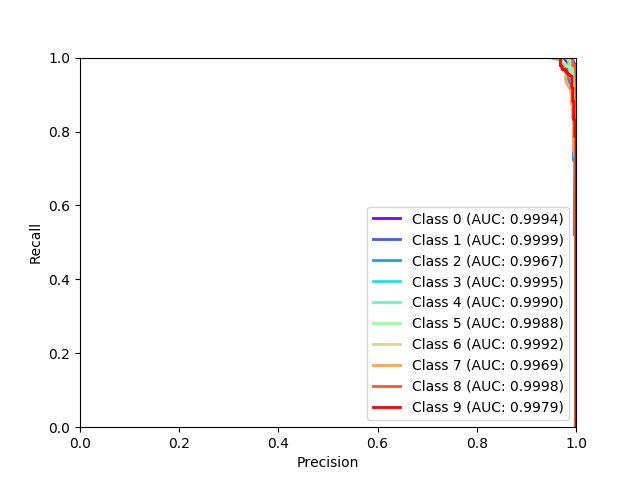 1.0
0.8
0.6
0.4
0.2
0.0
Recall
Class 0 (AUC: 0.9994)
Class 1 (AUC: 0.9999)
Class 2 (AUC: 0.9967)
Class 3 (AUC: 0.9995)
Class 4 (AUC: 0.9990)
Class 5 (AUC: 0.9988)
Class 6 (AUC: 0.9992)
Class 7 (AUC: 0.9969)
Class 8 (AUC: 0.9998)
Class 9 (AUC: 0.9979)
0.0 0.2 0.4 0.6 0.8 1.0
Precision